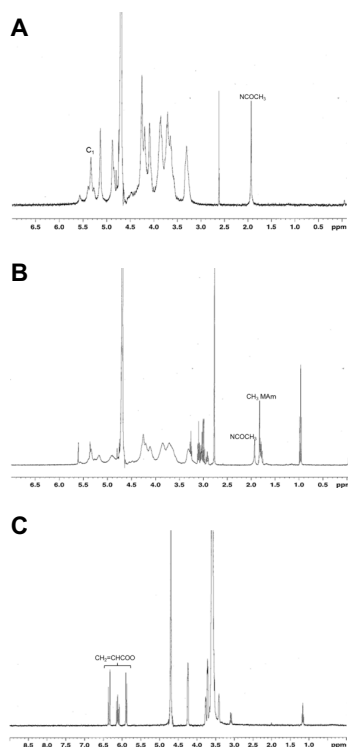 A
C₁
NCOCH₃
6.5 6.0 5.5 5.0 4.5 4.0 3.5 3.0 2.5 2.0 1.5 1.0 ppm
B
CH₃ MAm
NCOCH₃
6.5 6.0 5.5 5.0 4.5 4.0 3.5 3.0 2.5 2.0 1.5 1.0 ppm
C
CH₂=CHCOO
8.5 8.0 7.5 7.0 6.5 6.0 5.5 5.0 4.5 4.0 3.5 3.0 2.5 2.0 1.5 1.0 ppm